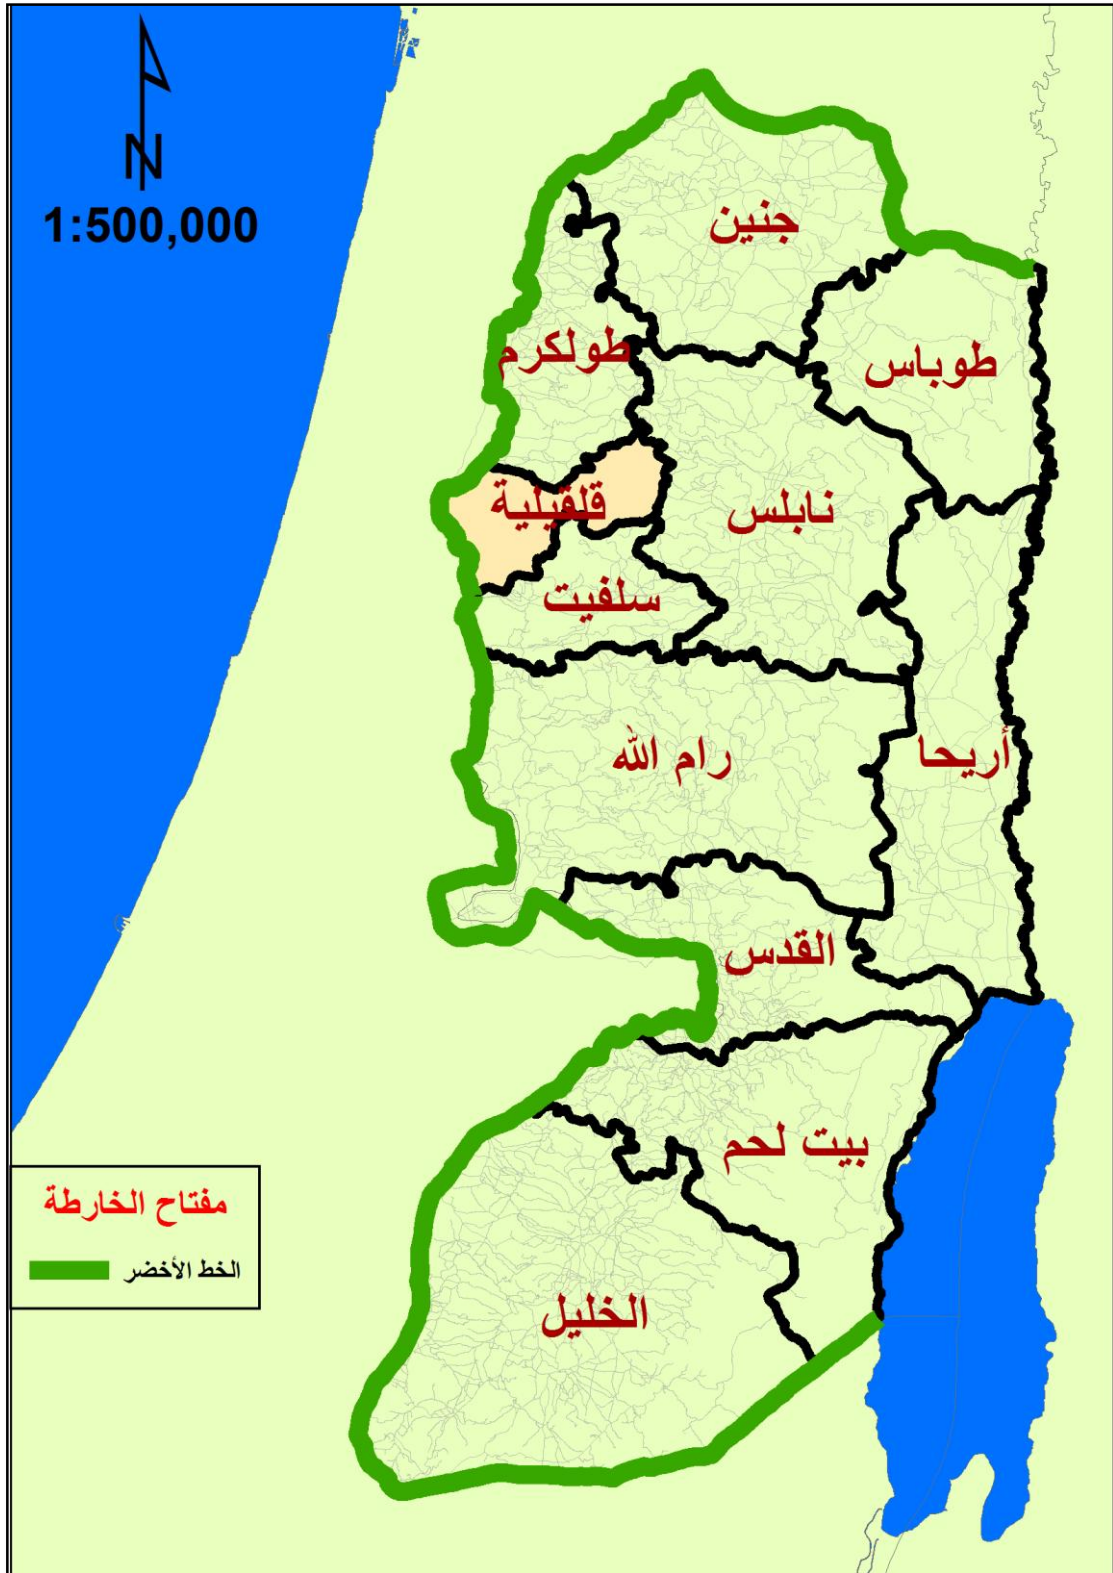 N
1:500,000
جنين
طوباس
طولكرم
نابلس
قلقيلية
سلفيت
رام الله
أريحا
القدس
بيت لحم
الخليل
مفتاح الخارطة
الخط الأخضر